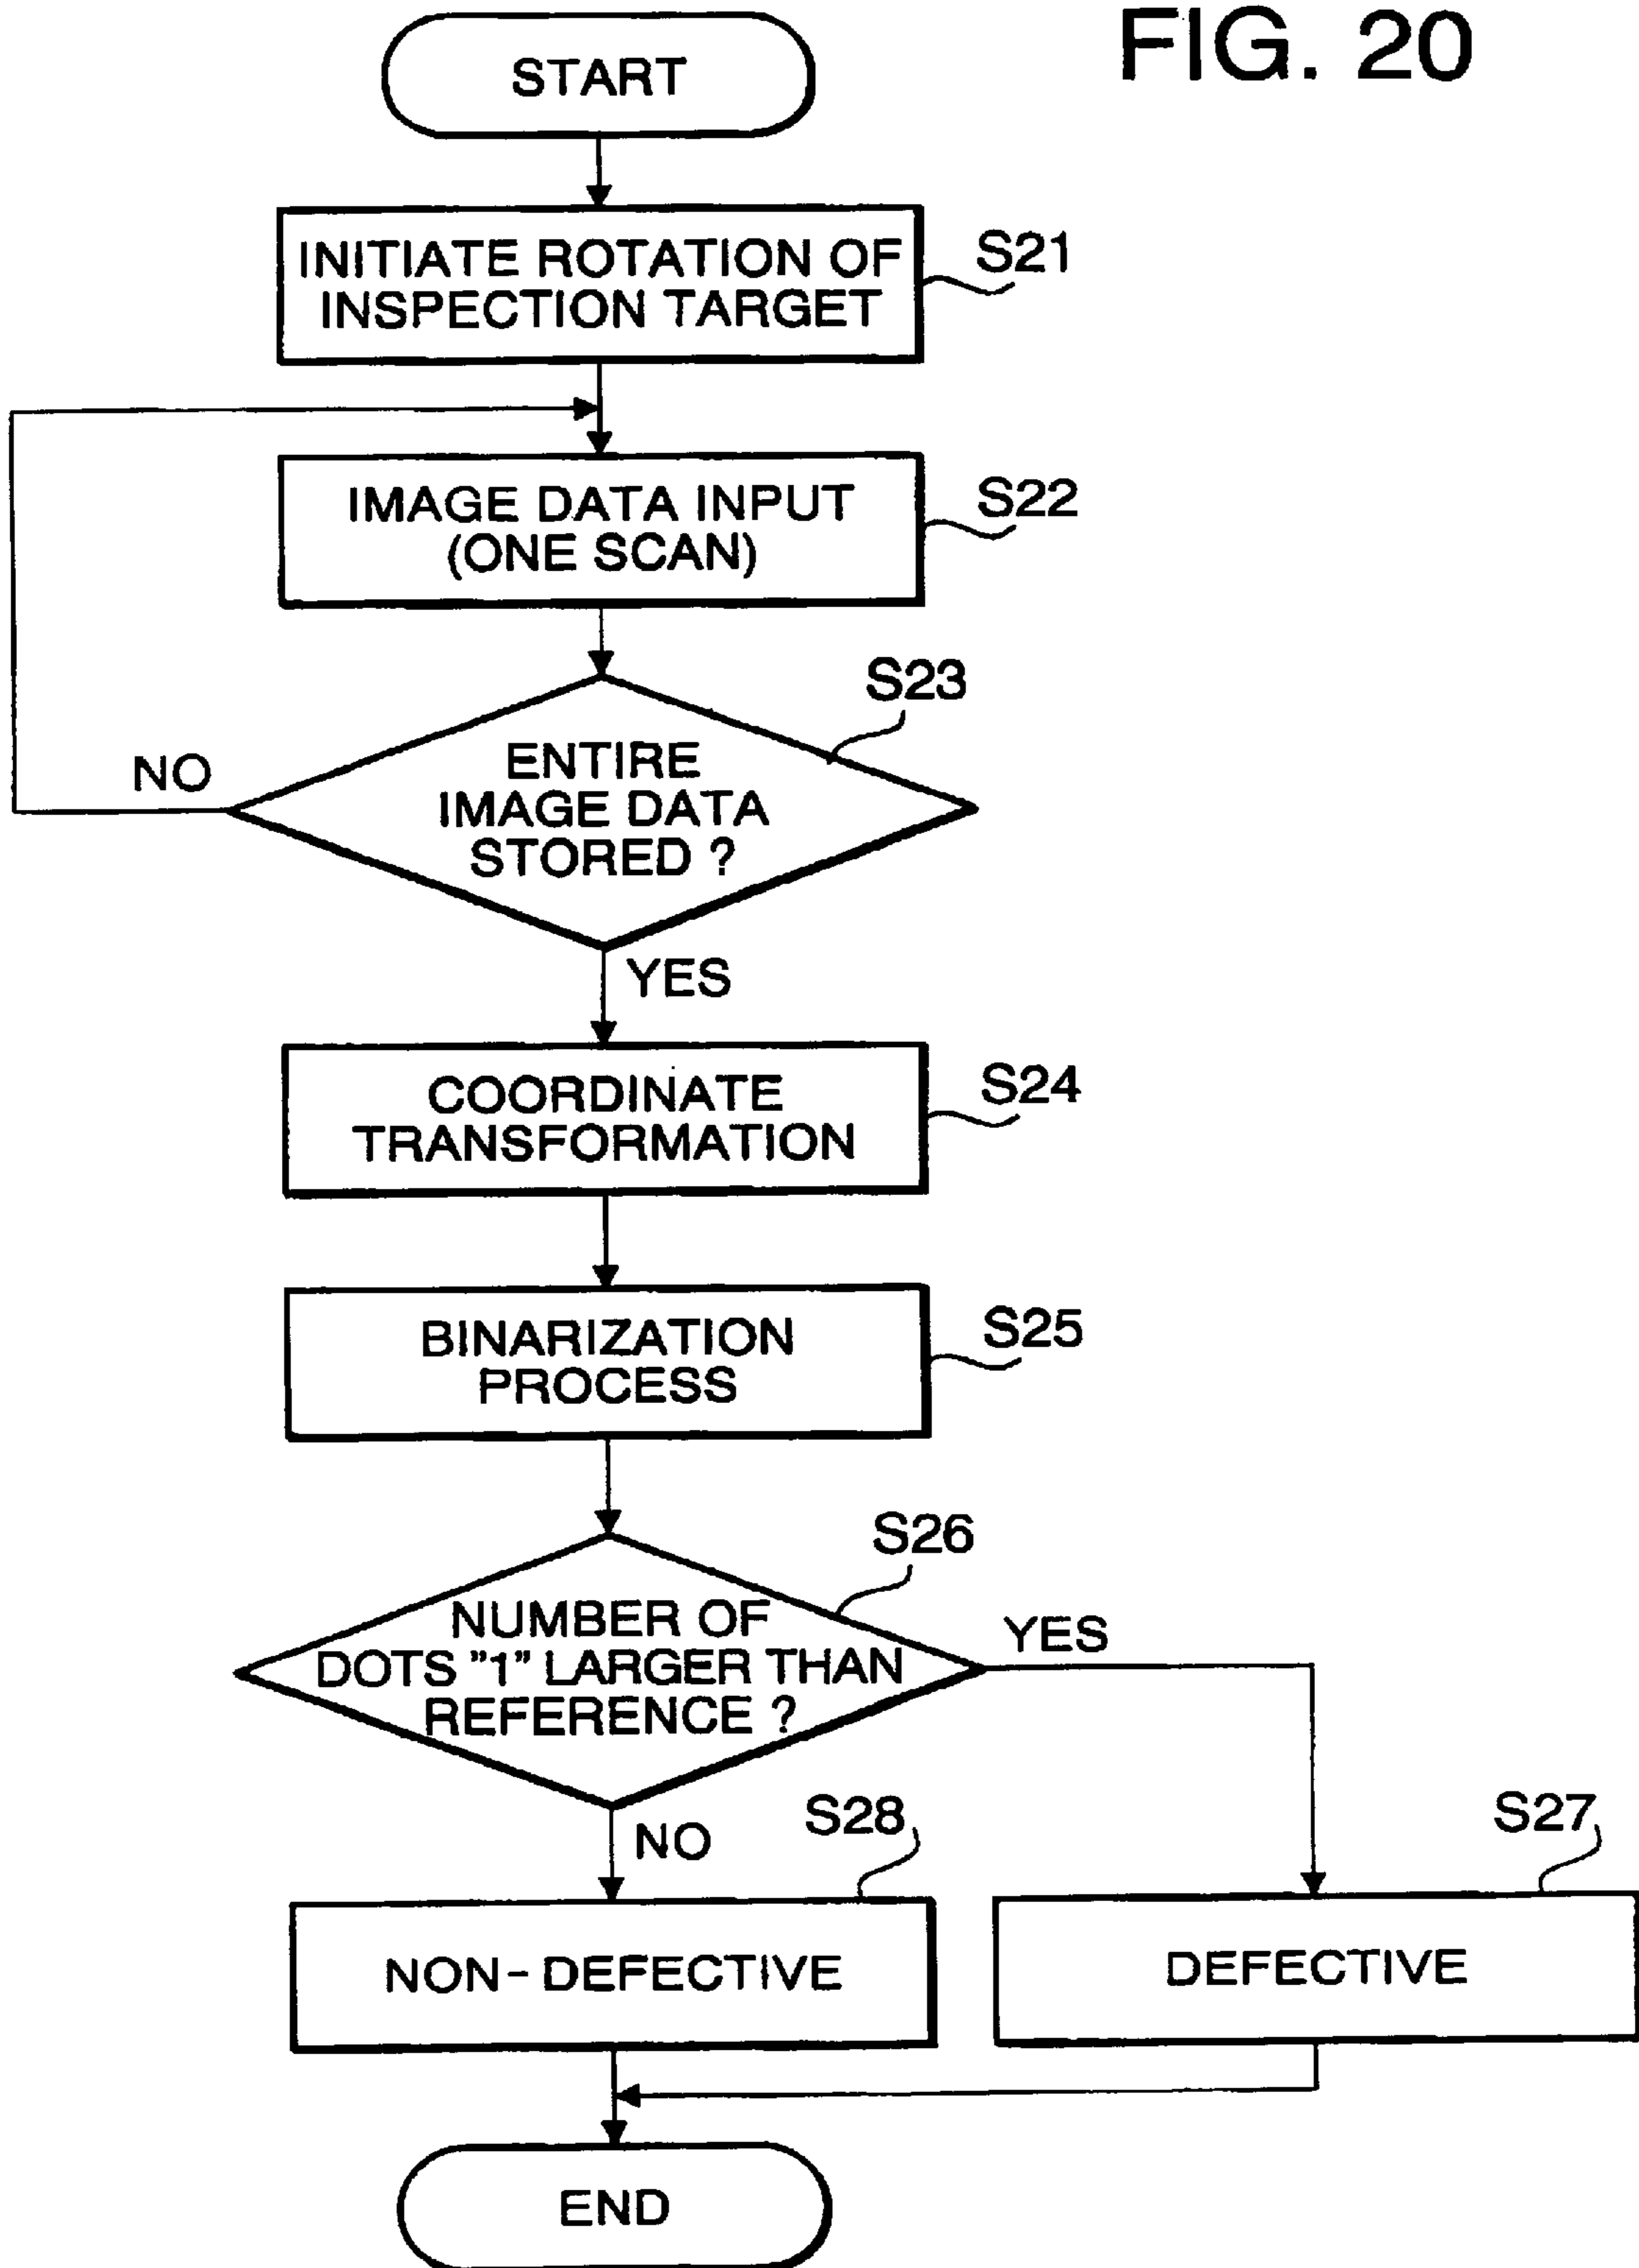 FIG. 20
START
INITIATE ROTATION OF
INSPECTION TARGET
S21
IMAGE DATA INPUT
(ONE SCAN)
S22
S23
ENTIRE
IMAGE DATA
STORED ?
NO
YES
COORDINATE
TRANSFORMATION
S24
BINARIZATION
PROCESS
S25
S26
NUMBER OF
DOTS "1" LARGER THAN
REFERENCE ?
YES
NO
S28
NON-DEFECTIVE
S27
DEFECTIVE
END